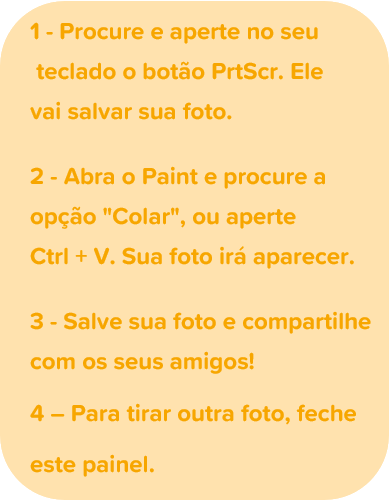 1 - Procure e aperte no seu
teclado o botão PrtScr. Ele
vai salvar sua foto.
2 - Abra o Paint e procure a
opção "Colar", ou aperte
Ctrl + V. Sua foto irá aparecer.
3 - Salve sua foto e compartilhe
com os seus amigos!
4 – Para tirar outra foto, feche
este painel.